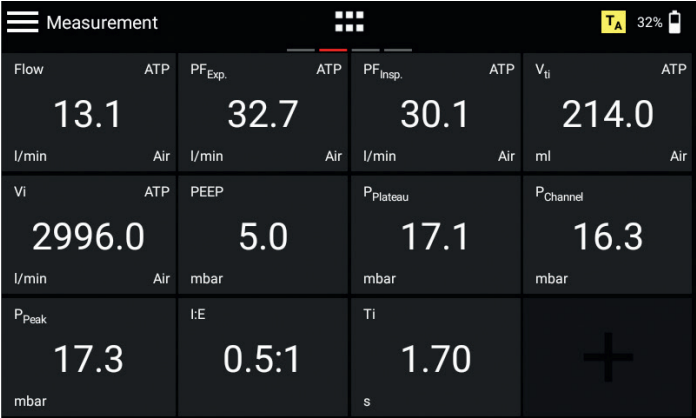 Measurement TA 32%
Flow ATP PFExp. ATP PFInsp. ATP Vti ATP
13.1 32.7 30.1 214.0
l/min Air l/min Air l/min Air ml Air
Vi ATP PEEP PPlateau PChannel
2996.0 5.0 17.1 16.3
l/min Air mbar mbar mbar
PPeak I:E Ti
17.3 0.5:1 1.70
mbar s